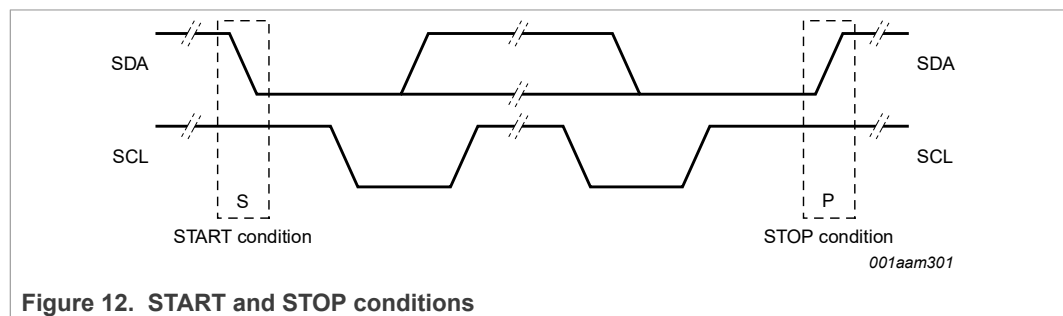 SDA
SDA
SCL
SCL
S
P
START condition
STOP condition
001aam301
Figure 12. START and STOP conditions